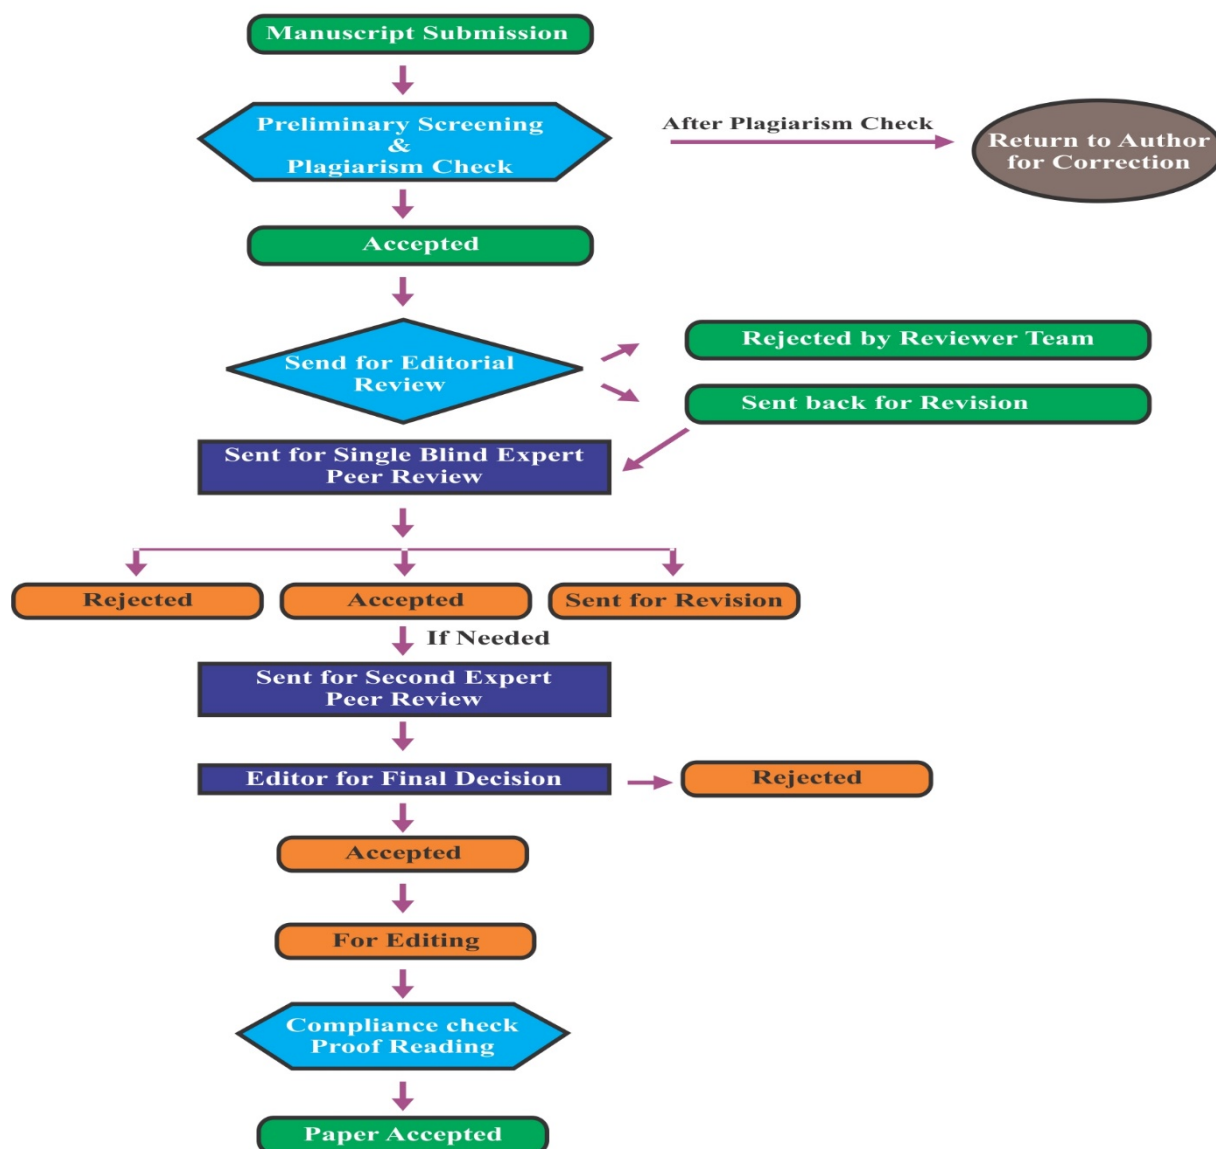 Manuscript Submission
Preliminary Screening
&
Plagiarism Check
After Plagiarism Check
Return to Author
for Correction
Accepted
Send for Editorial
Review
Rejected by Reviewer Team
Sent back for Revision
Sent for Single Blind Expert
Peer Review
Rejected
Accepted
Sent for Revision
If Needed
Sent for Second Expert
Peer Review
Editor for Final Decision
Rejected
Accepted
For Editing
Compliance check
Proof Reading
Paper Accepted